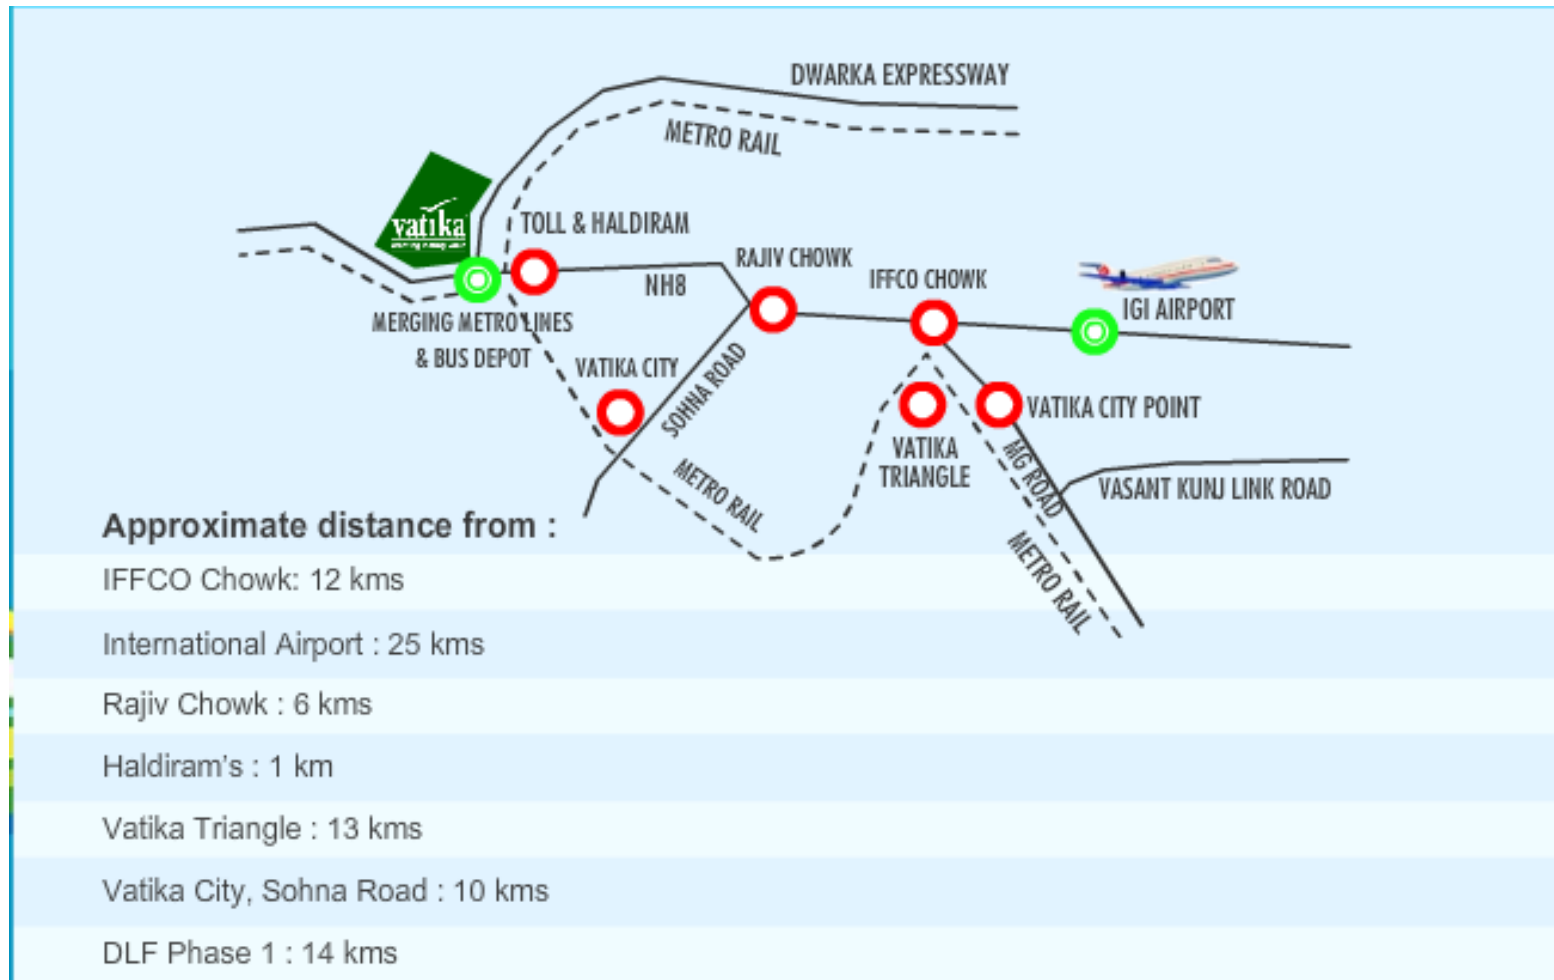 DWARKA EXPRESSWAY
METRO RAIL
vatika
TOLL & HALDIRAM
RAJIV CHOWK
NH8
IFFCO CHOWK
IGI AIRPORT
MERGING METRO LINES
& BUS DEPOT
VATIKA CITY
SOHNA ROAD
VATIKA CITY POINT
VATIKA
TRIANGLE
MG ROAD
METRO RAIL
VASANT KUNJ LINK ROAD
METRO RAIL
Approximate distance from :
IFFCO Chowk: 12 kms
International Airport : 25 kms
Rajiv Chowk : 6 kms
Haldiram's : 1 km
Vatika Triangle : 13 kms
Vatika City, Sohna Road : 10 kms
DLF Phase 1 : 14 kms